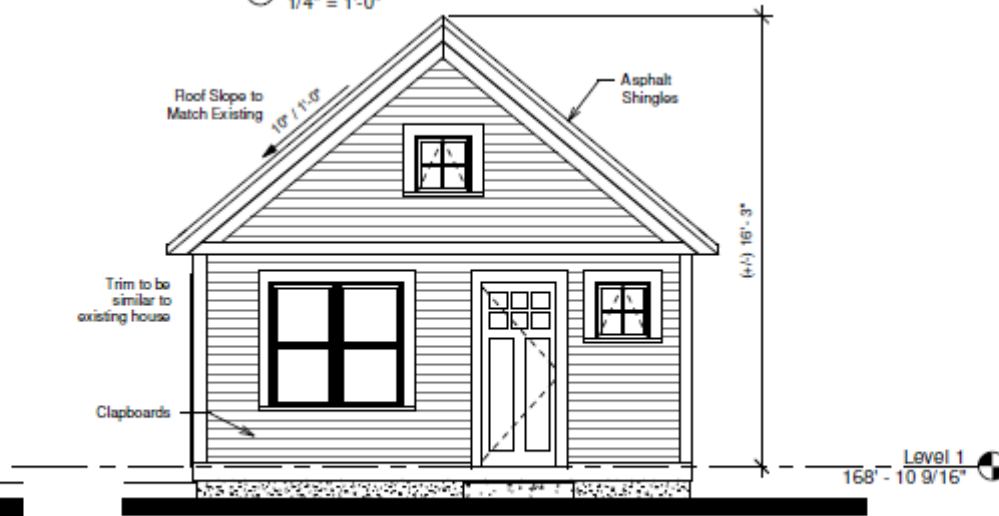 1/4" = 1'-0"
Roof Slope to
Match Existing
10" / 1'-0"
Asphalt
Shingles
(+/-) 16'- 3"
Trim to be
similar to
existing house
Clapboards
Level 1
168' - 10 9/16"